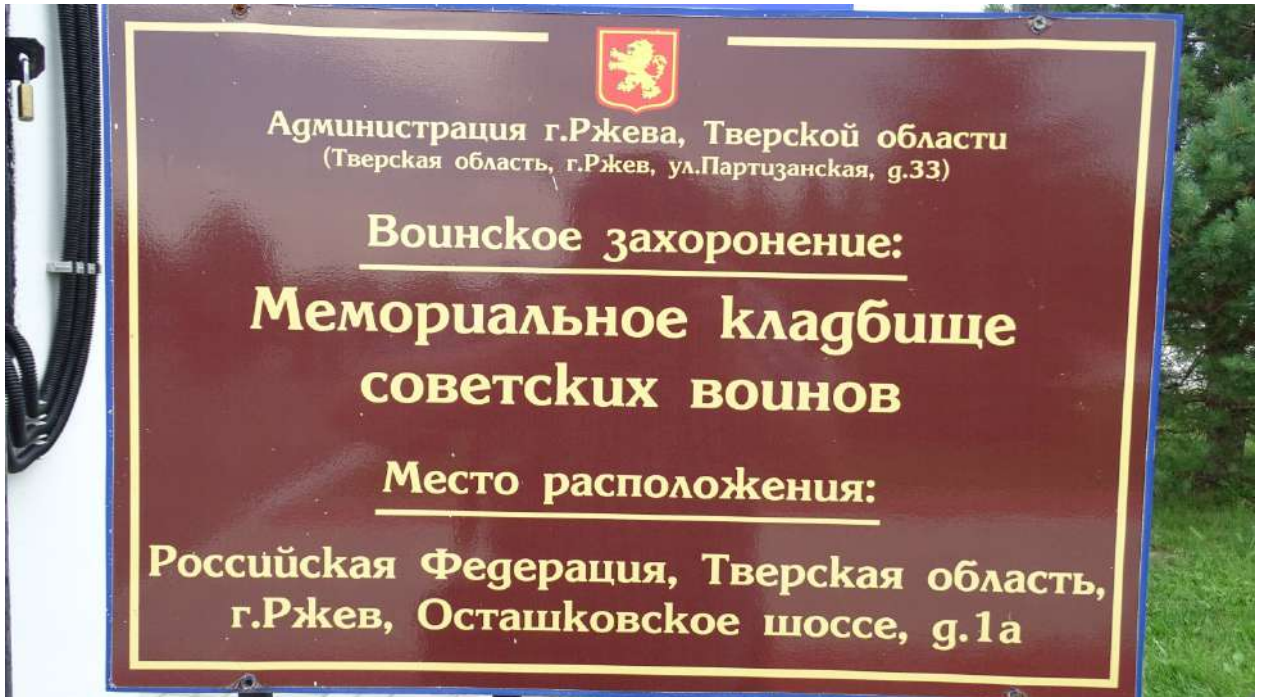 Администрация г.Ржева, Тверской области
(Тверская область, г.Ржев, ул.Партизанская, д.33)
Воинское захоронение:
Мемориальное кладбище
советских воинов
Место расположения:
Российская Федерация, Тверская область,
г.Ржев, Осташковское шоссе, д.1а